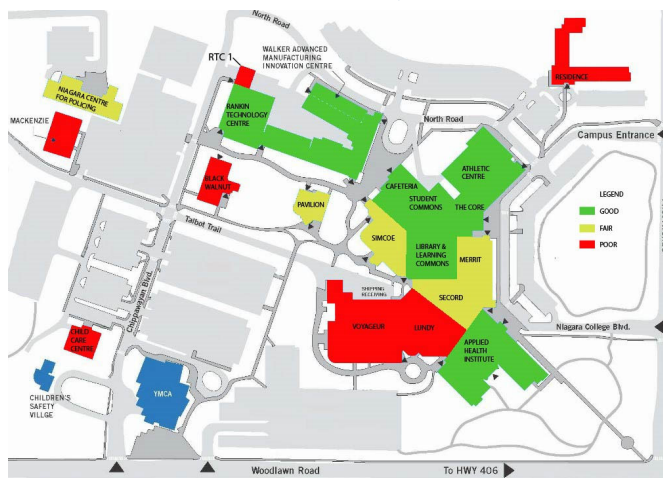 North Road
RTC 1
WALKER ADVANCED
MANUFACTURING
INNOVATION CENTRE
RESIDENCE
NIAGARA CENTRE
FOR POLICING
MACKENZIE
RANKIN
TECHNOLOGY
CENTRE
North Road
Campus Entrance
ATHLETIC
CENTRE
BLACK
WALNUT
CAFETERIA
STUDENT
COMMONS
THE CORE
LEGEND
GOOD
FAIR
POOR
PAVILION
Talbot Trail
SIMCOE
LIBRARY &
LEARNING
COMMONS
MERRIT
SHIPPING
RECEIVING
SECORD
Chippawayan Blvd.
VOYAGEUR
LUNDY
Niagara College Blvd.
CHILD
CARE
CENTRE
APPLIED
HEALTH
INSTITUTE
YMCA
CHILDREN'S
SAFETY
VILLGE
Woodlawn Road
To HWY 406